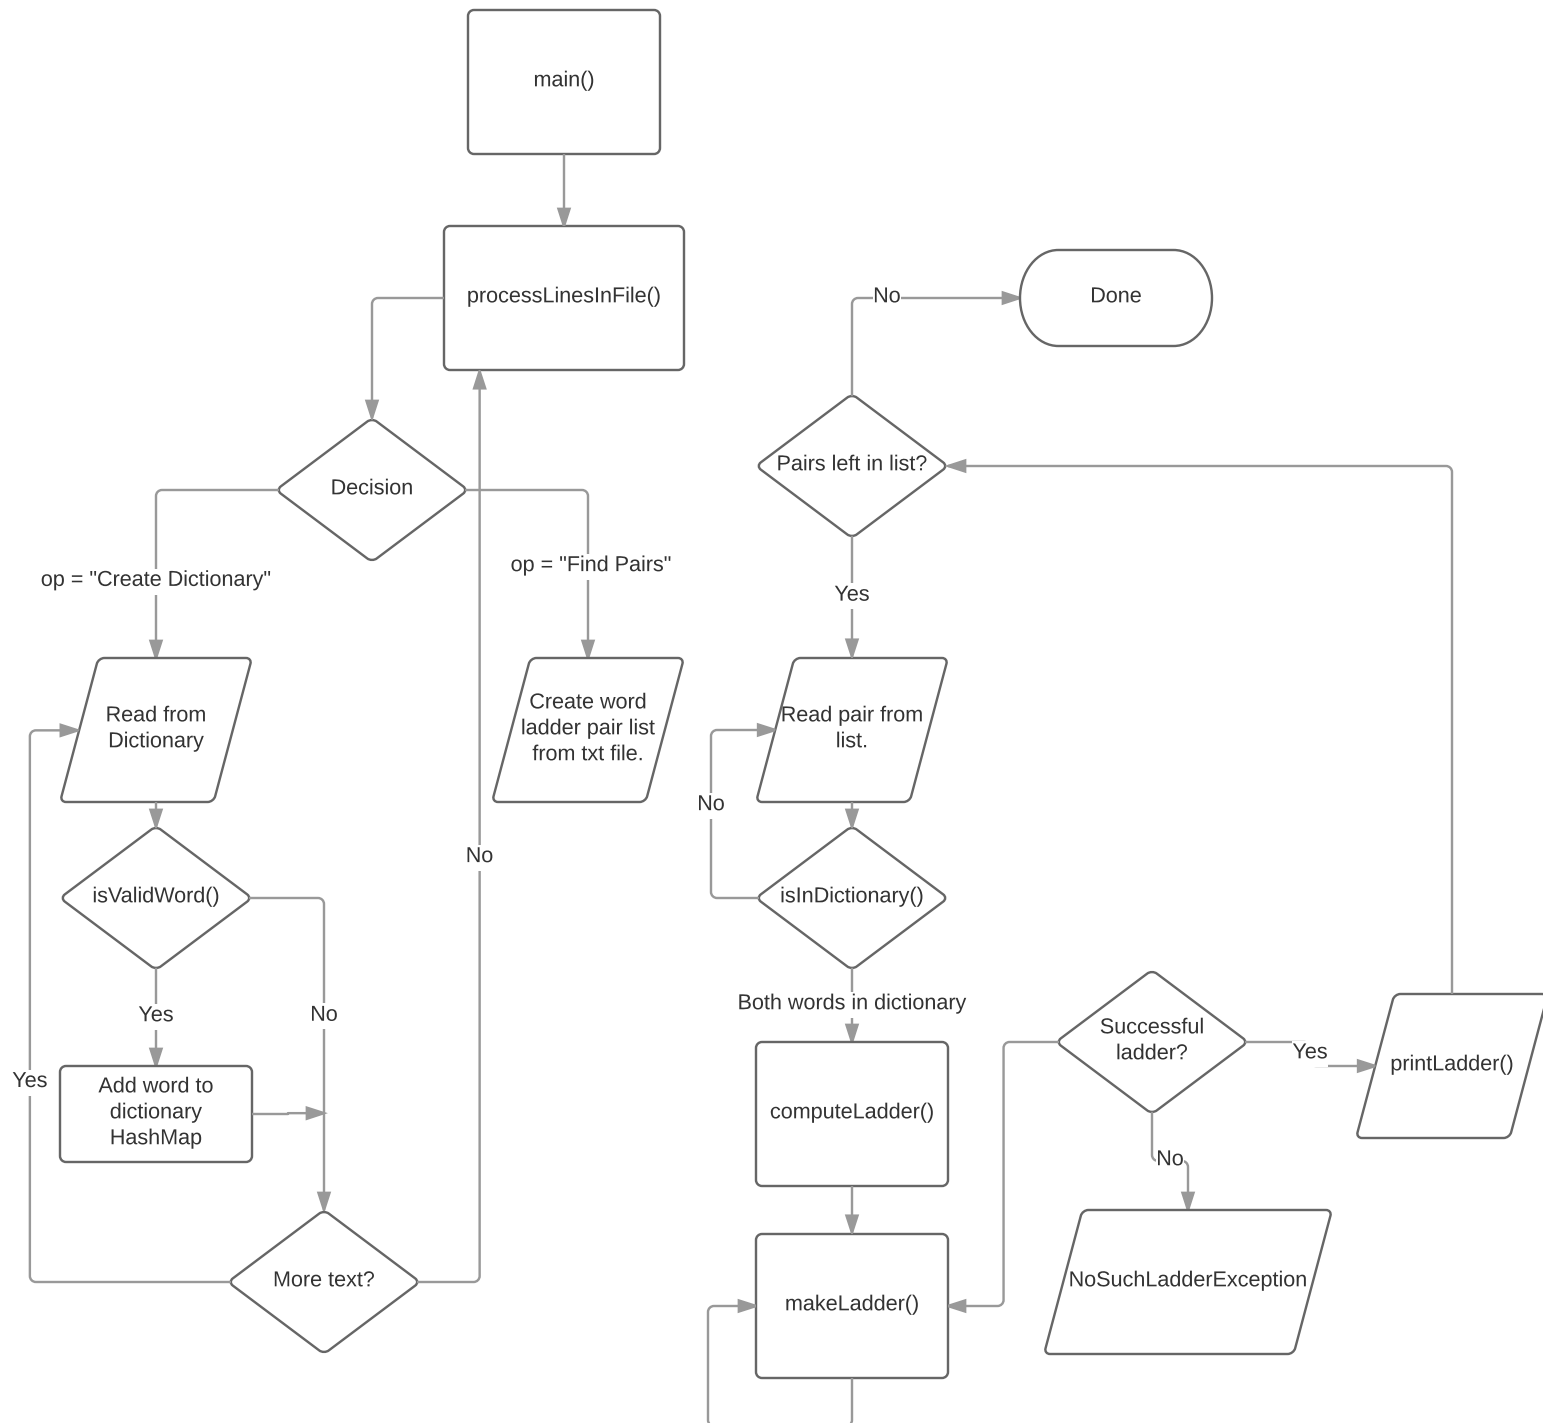 main()
processLinesInFile()
No
Done
Pairs left in list?
Decision
op = "Create Dictionary"
op = "Find Pairs"
Yes
Read from
Dictionary
Create word
ladder pair list
from txt file.
Read pair from
list.
No
No
isValidWord()
isInDictionary()
Yes
No
Both words in dictionary
Successful
ladder?
Yes
printLadder()
Yes
Add word to
dictionary
HashMap
computeLadder()
No
More text?
makeLadder()
NoSuchLadderException